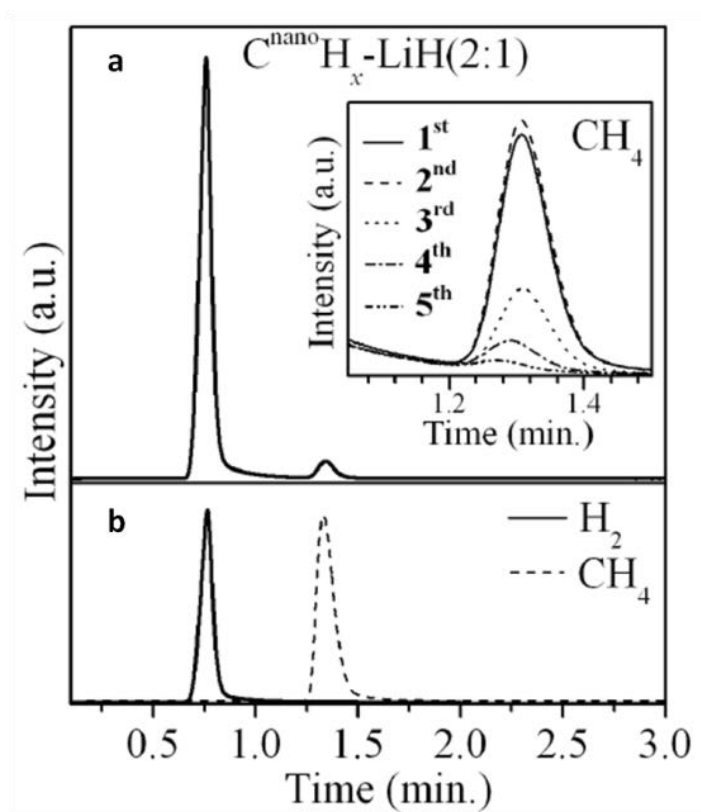 a
C^nano H_x-LiH(2:1)
CH_4
1^st
2^nd
3^rd
4^th
5^th
Intensity (a.u.)
1.2 1.4
Time (min.)
Intensity (a.u.)
b
H_2
CH_4
0.5 1.0 1.5 2.0 2.5 3.0
Time (min.)